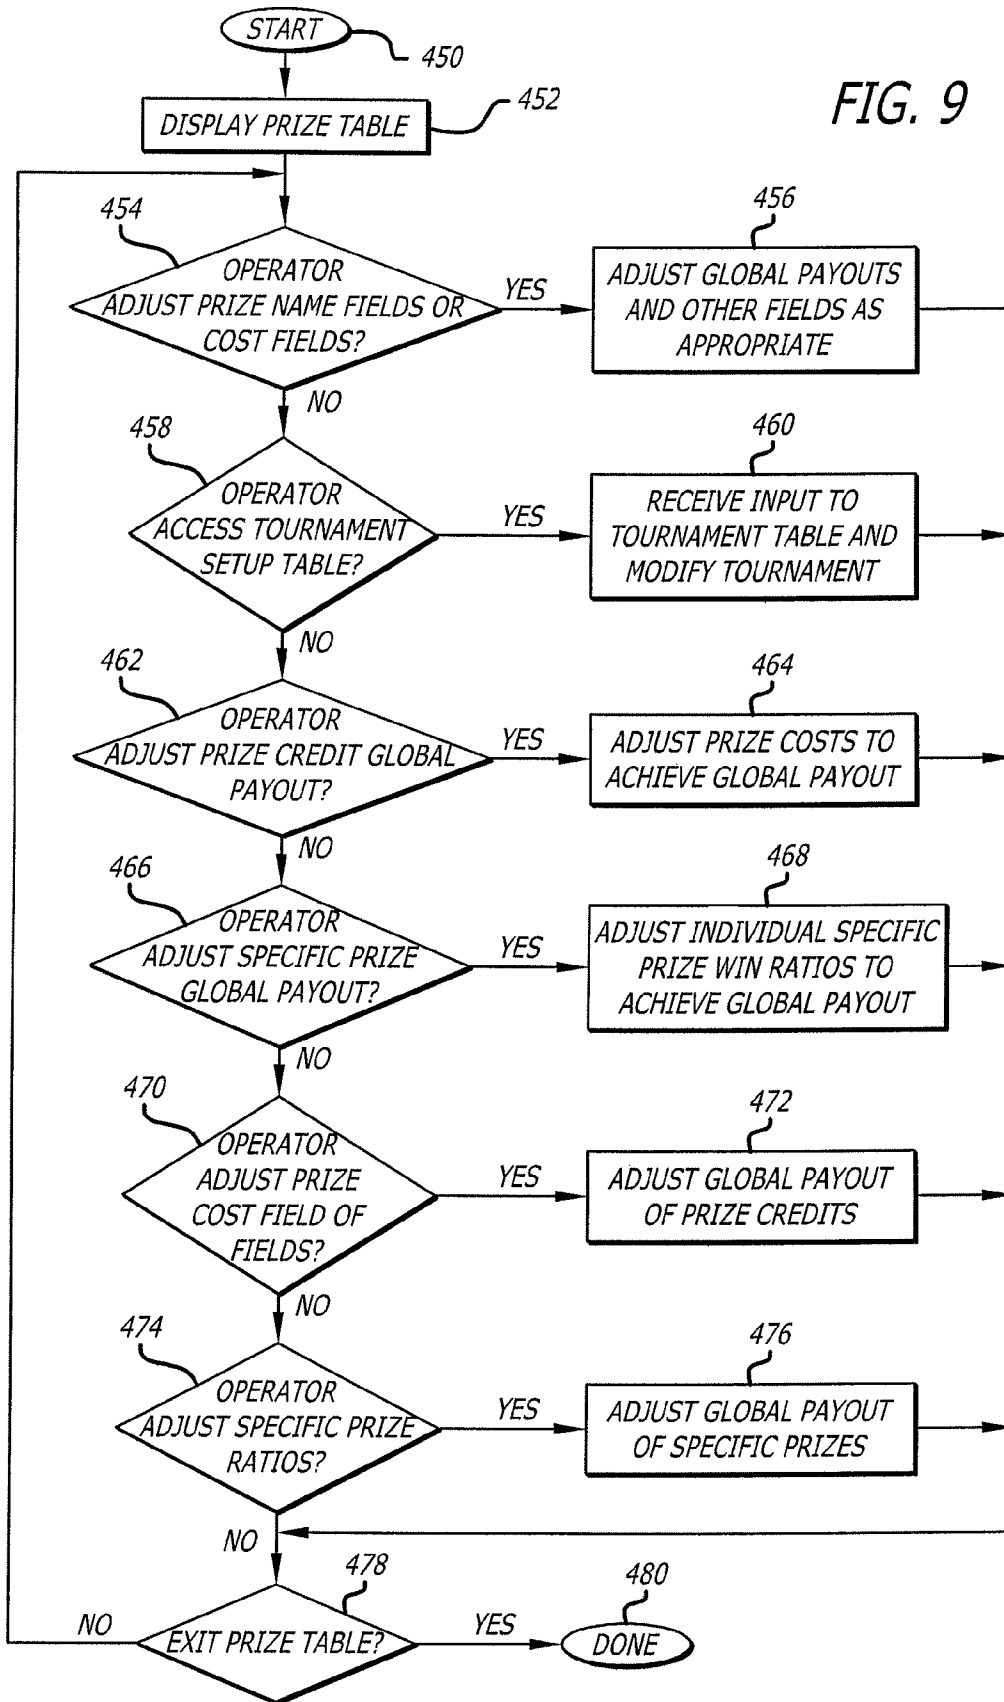 START
450
FIG. 9
DISPLAY PRIZE TABLE
452
454
OPERATOR
ADJUST PRIZE NAME FIELDS OR
COST FIELDS?
YES
456
ADJUST GLOBAL PAYOUTS
AND OTHER FIELDS AS
APPROPRIATE
NO
458
OPERATOR
ACCESS TOURNAMENT
SETUP TABLE?
YES
460
RECEIVE INPUT TO
TOURNAMENT TABLE AND
MODIFY TOURNAMENT
NO
462
OPERATOR
ADJUST PRIZE CREDIT GLOBAL
PAYOUT?
YES
464
ADJUST PRIZE COSTS TO
ACHIEVE GLOBAL PAYOUT
NO
466
OPERATOR
ADJUST SPECIFIC PRIZE
GLOBAL PAYOUT?
YES
468
ADJUST INDIVIDUAL SPECIFIC
PRIZE WIN RATIOS TO
ACHIEVE GLOBAL PAYOUT
NO
470
OPERATOR
ADJUST PRIZE
COST FIELD OF
FIELDS?
YES
472
ADJUST GLOBAL PAYOUT
OF PRIZE CREDITS
NO
474
OPERATOR
ADJUST SPECIFIC PRIZE
RATIOS?
YES
476
ADJUST GLOBAL PAYOUT
OF SPECIFIC PRIZES
NO
478
EXIT PRIZE TABLE?
NO
YES
480
DONE